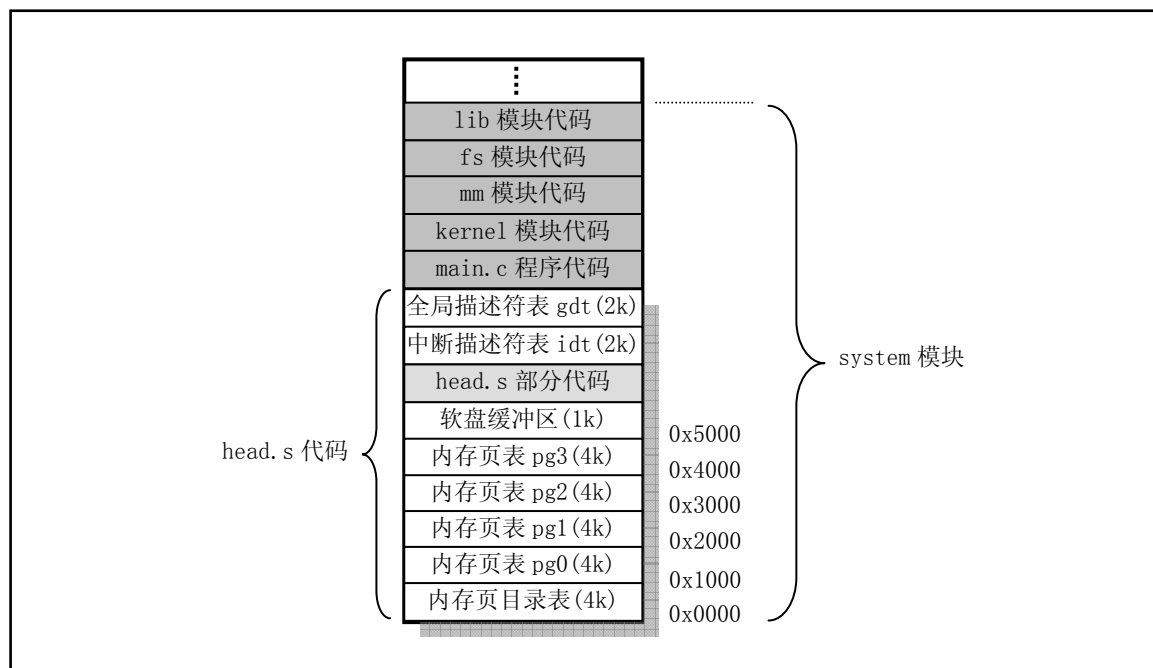 lib 模块代码
fs 模块代码
mm 模块代码
kernel 模块代码
main.c 程序代码
全局描述符表 gdt(2k)
中断描述符表 idt(2k)
head.s 部分代码
软盘缓冲区(1k)
内存页表 pg3(4k)
内存页表 pg2(4k)
内存页表 pg1(4k)
内存页表 pg0(4k)
内存页目录表(4k)
head.s 代码
0x5000
0x4000
0x3000
0x2000
0x1000
0x0000
system 模块